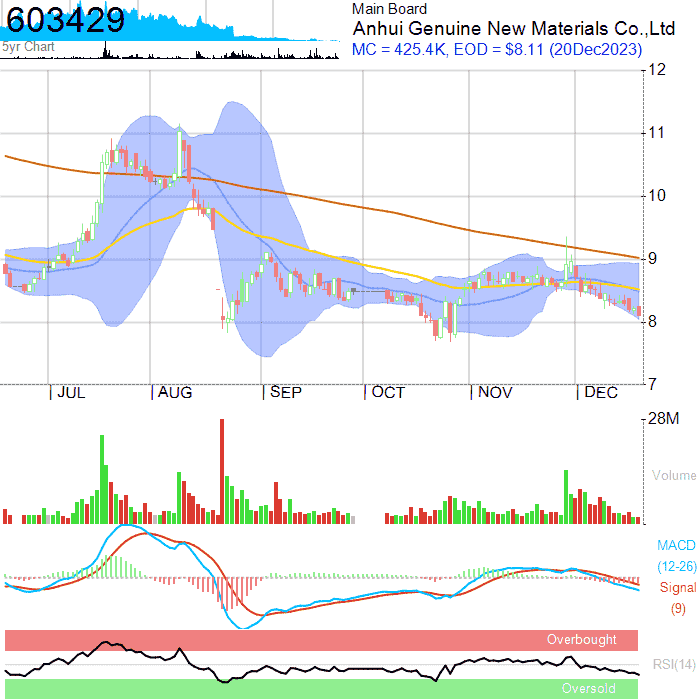 603429
5yr Chart
Main Board
Anhui Genuine New Materials Co.,Ltd
MC = 425.4K, EOD = $8.11 (20Dec2023)
12
11
10
9
8
7
JUL AUG SEP OCT NOV DEC
28M
Volume
MACD
(12-26)
Signal
(9)
Overbought
RSI(14)
Oversold